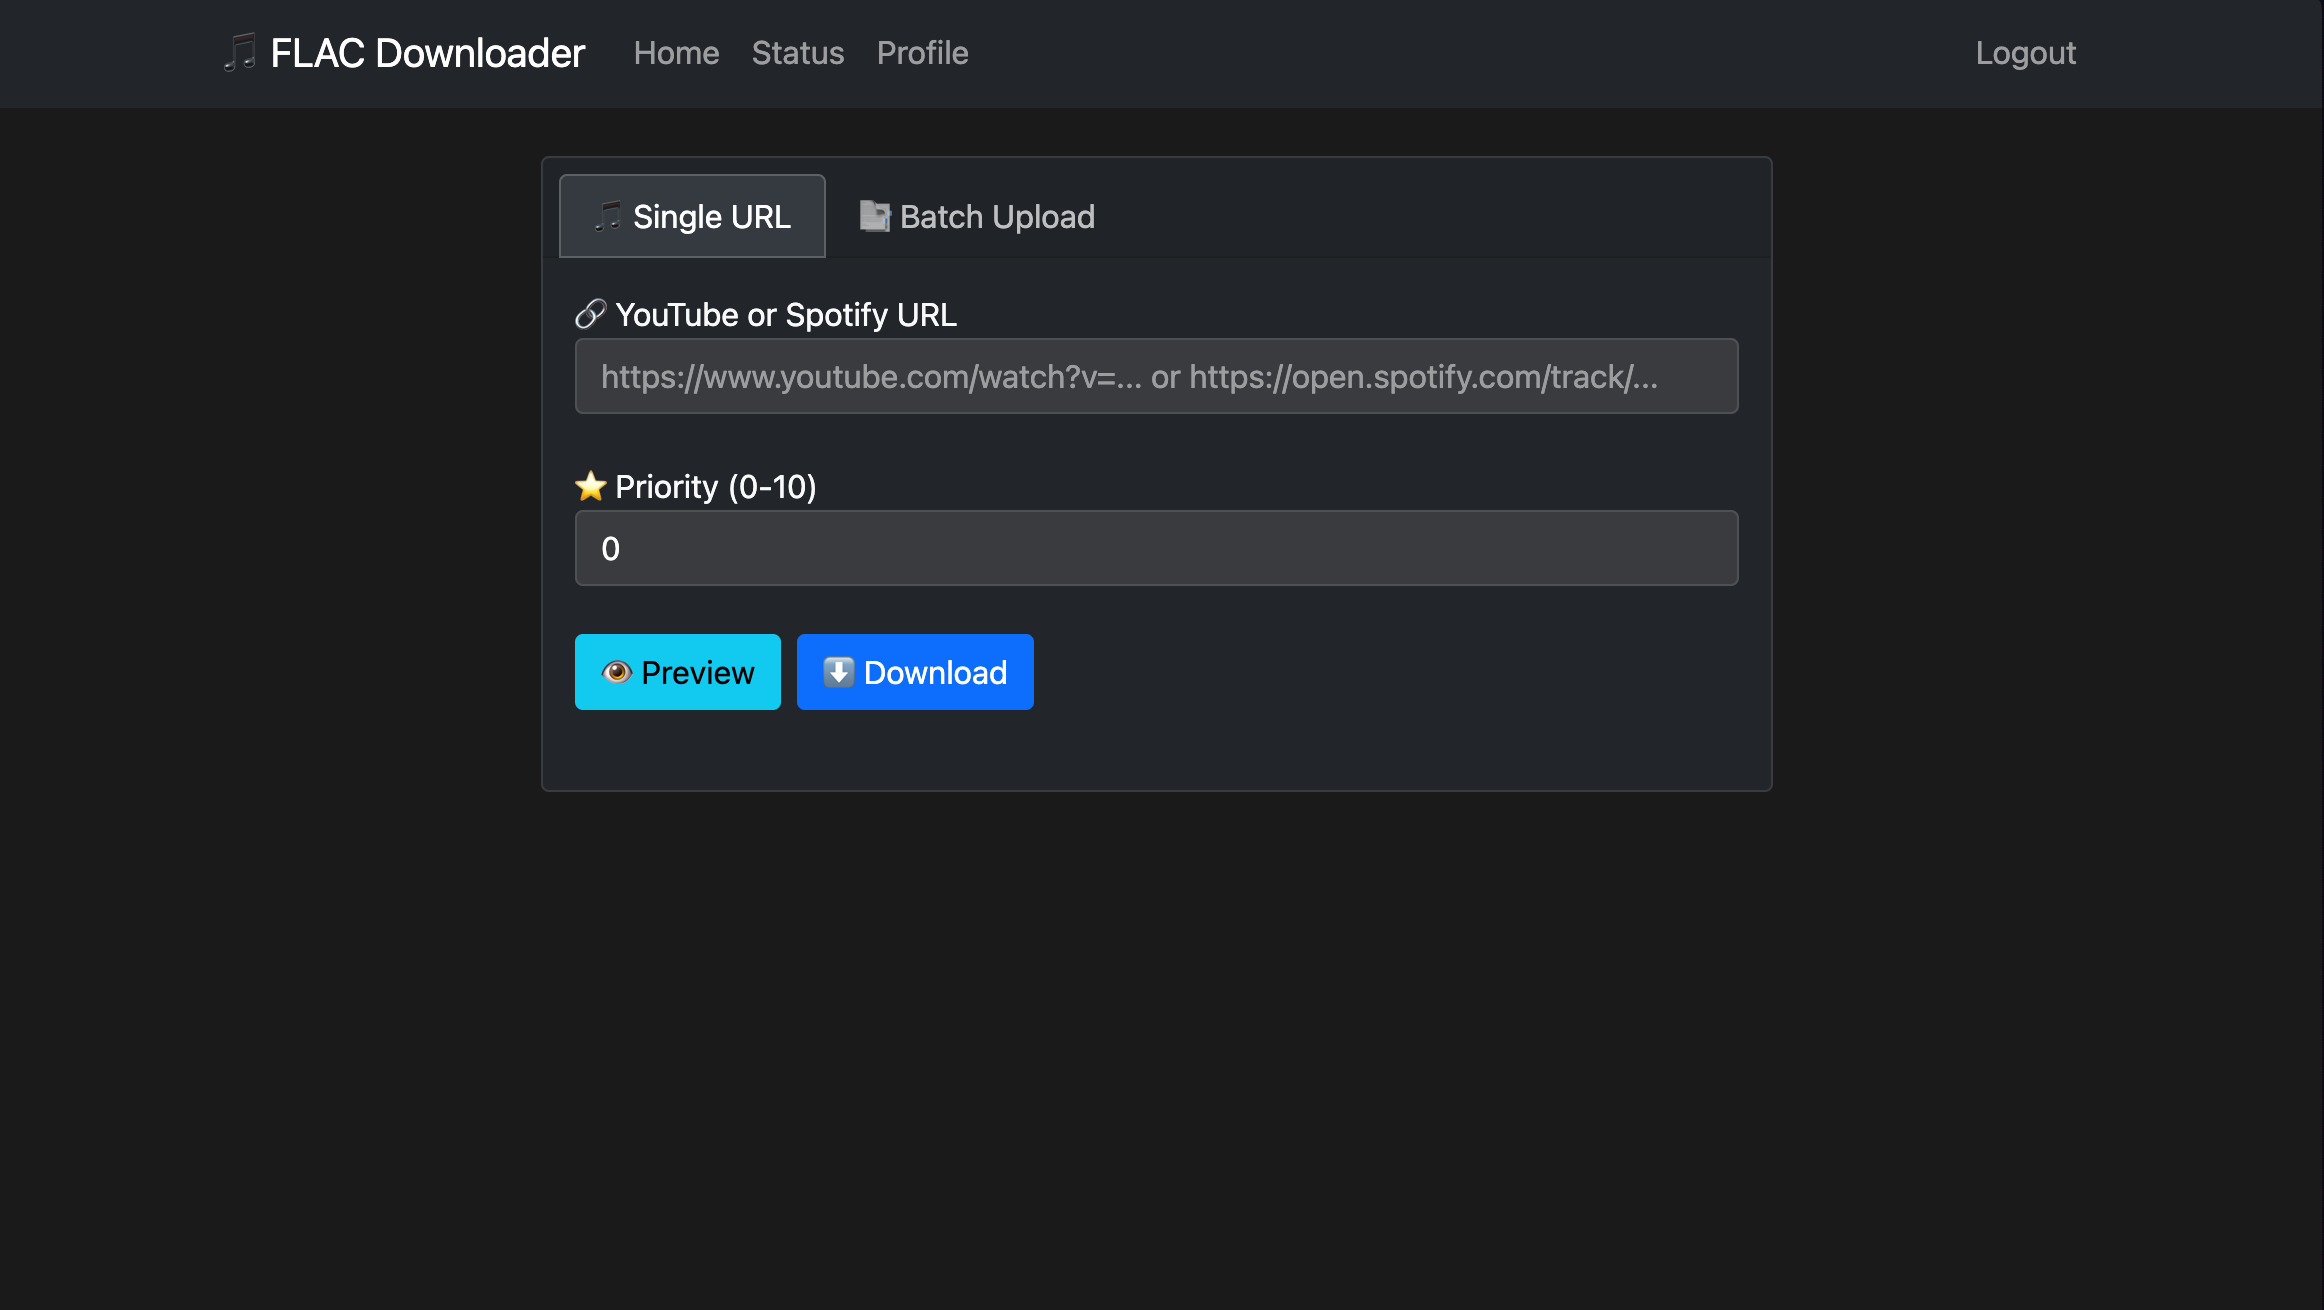 🎵 FLAC Downloader Home Status Profile Logout
🎵 Single URL 📑 Batch Upload
🔗 YouTube or Spotify URL
https://www.youtube.com/watch?v=... or https://open.spotify.com/track/...
⭐ Priority (0-10)
0
👁️ Preview ⬇️ Download